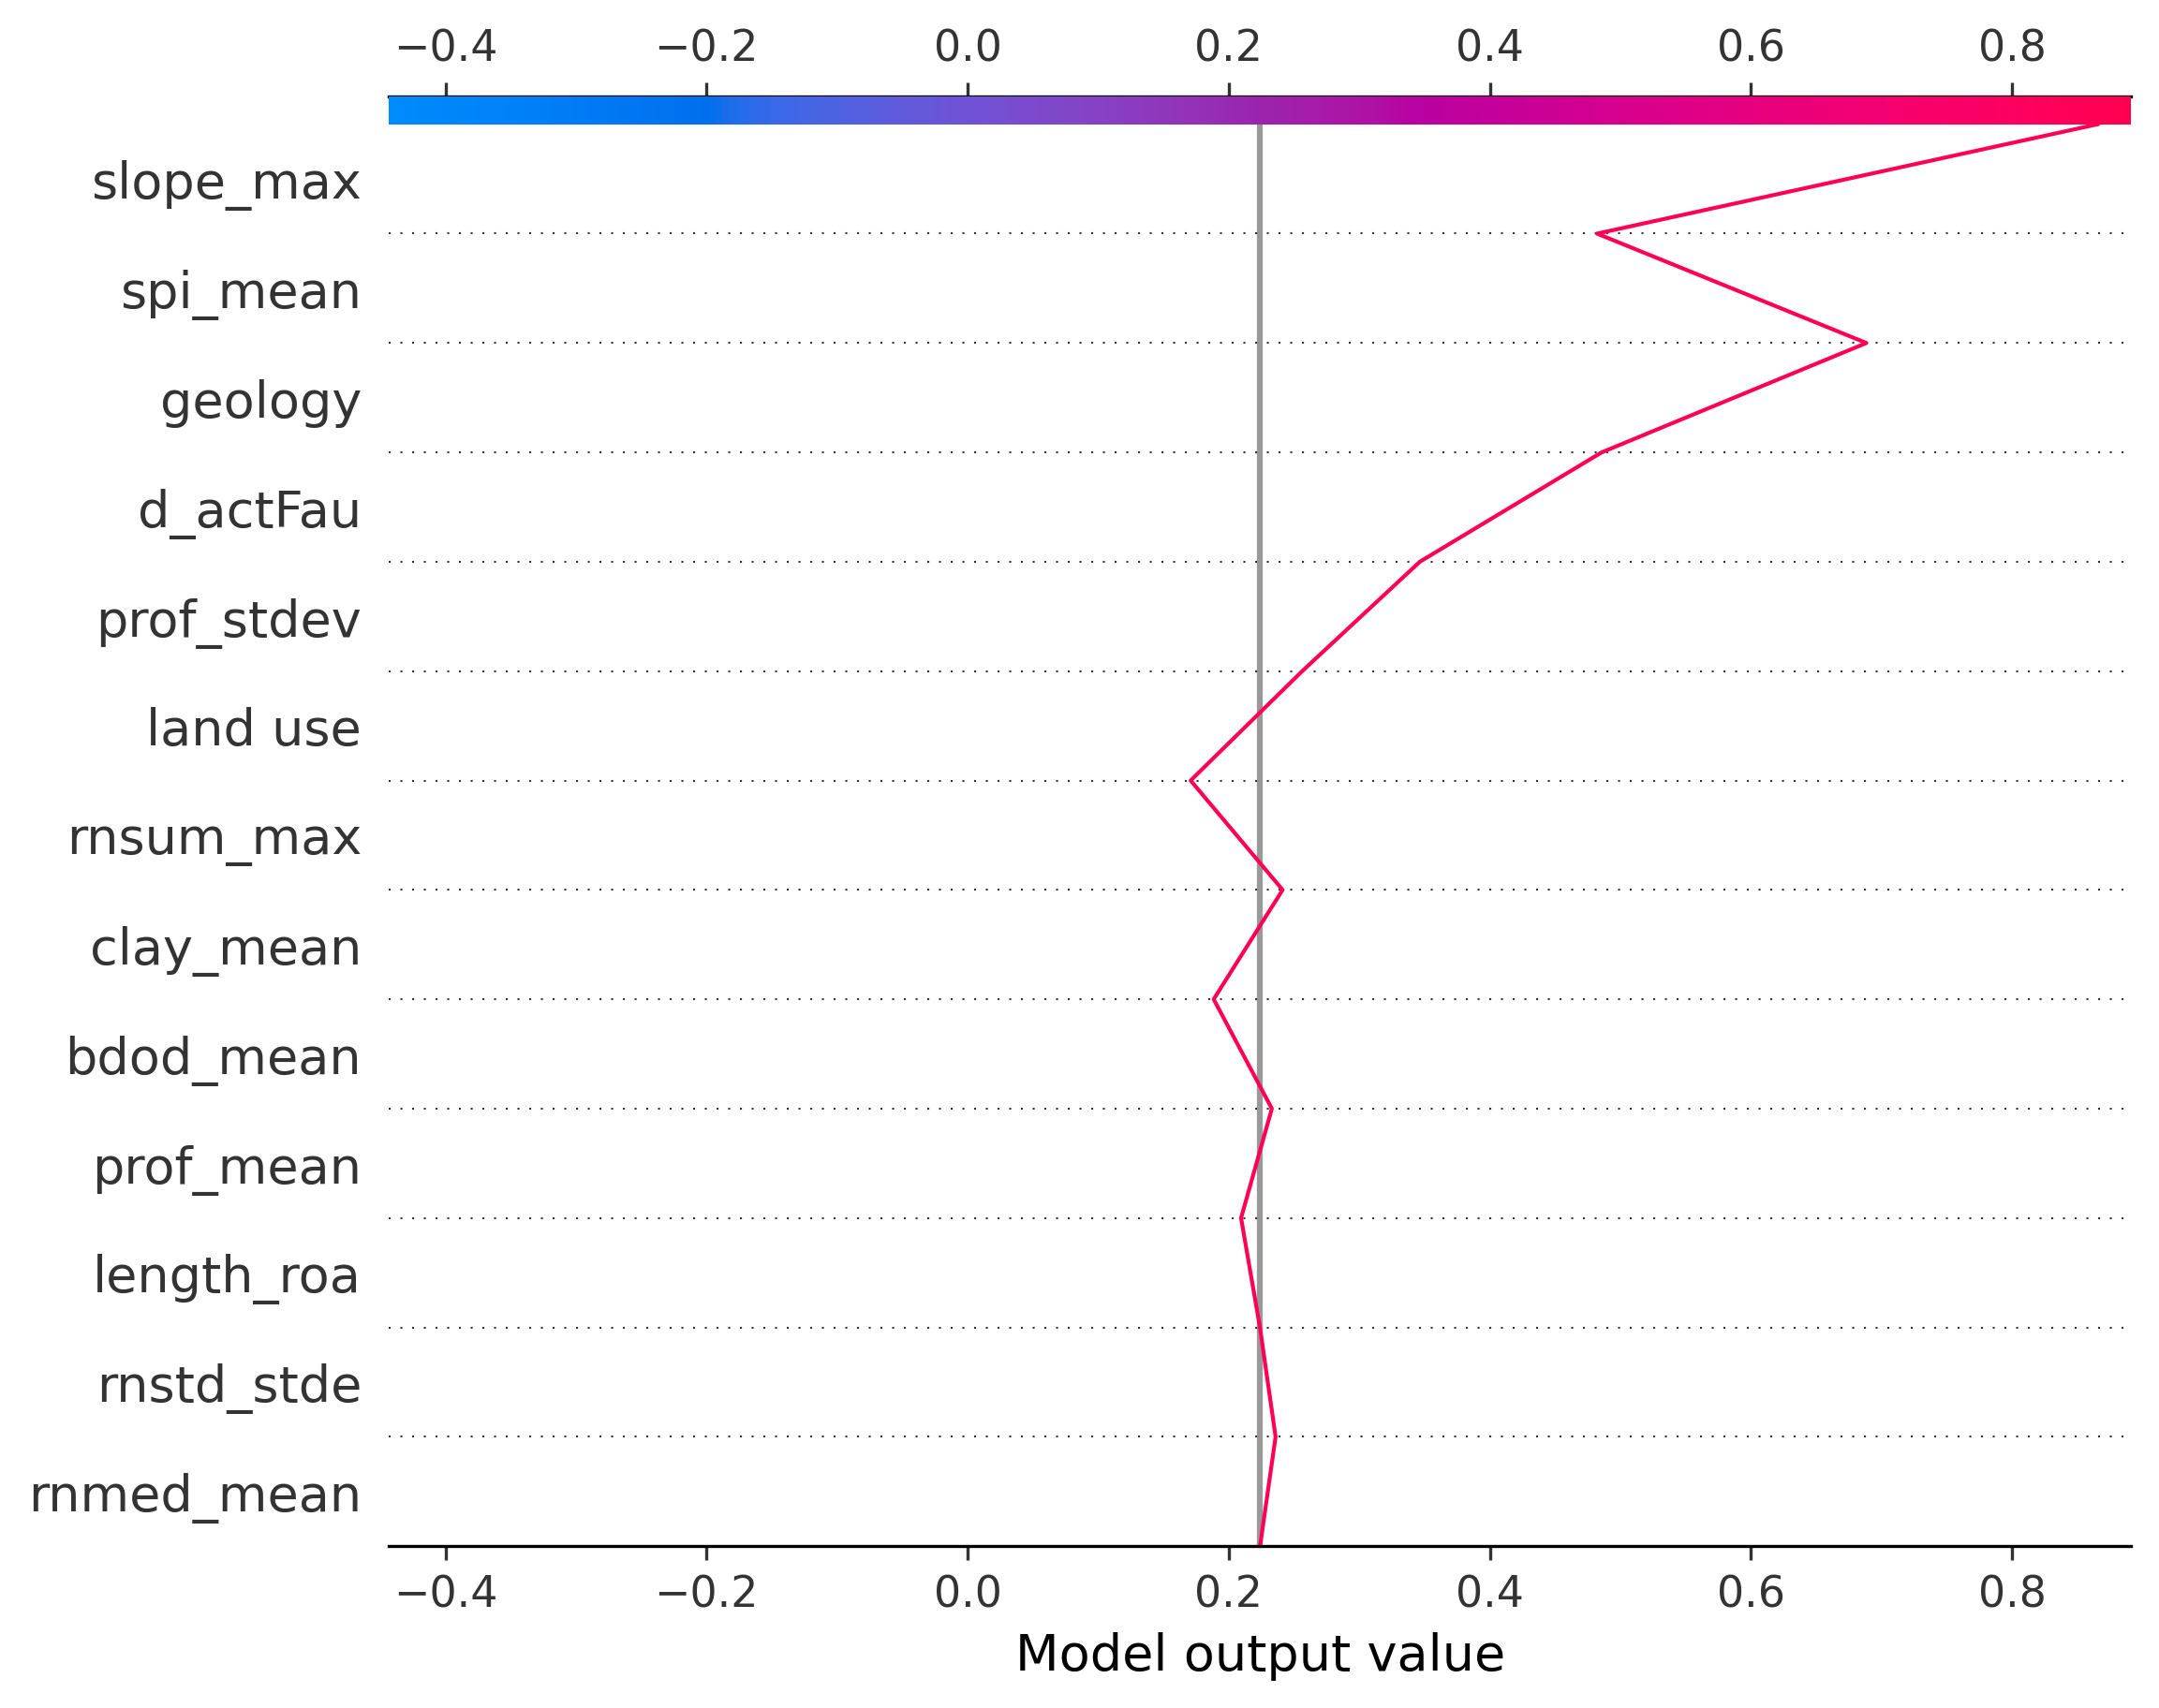 −0.4 −0.2 0.0 0.2 0.4 0.6 0.8
slope_max
spi_mean
geology
d_actFau
prof_stdev
land use
rnsum_max
clay_mean
bdod_mean
prof_mean
length_roa
rnstd_stde
rnmed_mean
−0.4 −0.2 0.0 0.2 0.4 0.6 0.8
Model output value